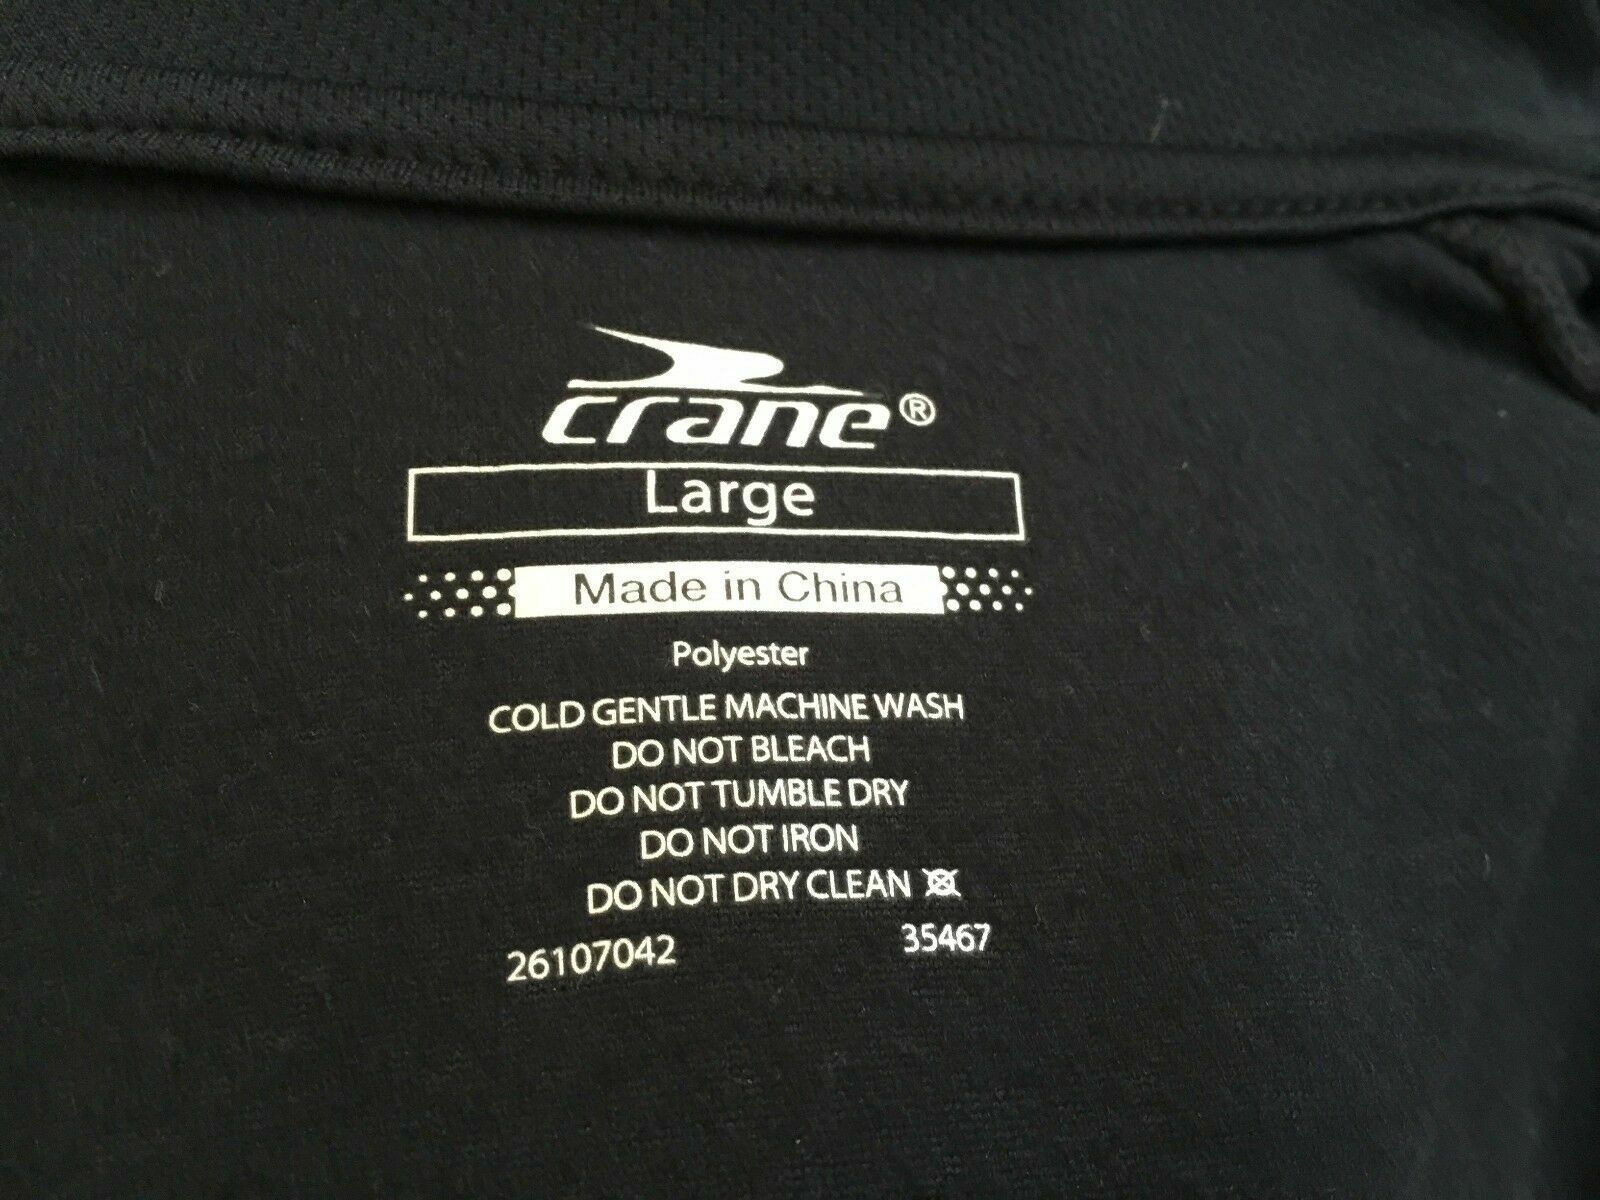 crane®
Large
Made in China
Polyester
COLD GENTLE MACHINE WASH
DO NOT BLEACH
DO NOT TUMBLE DRY
DO NOT IRON
DO NOT DRY CLEAN
26107042 35467